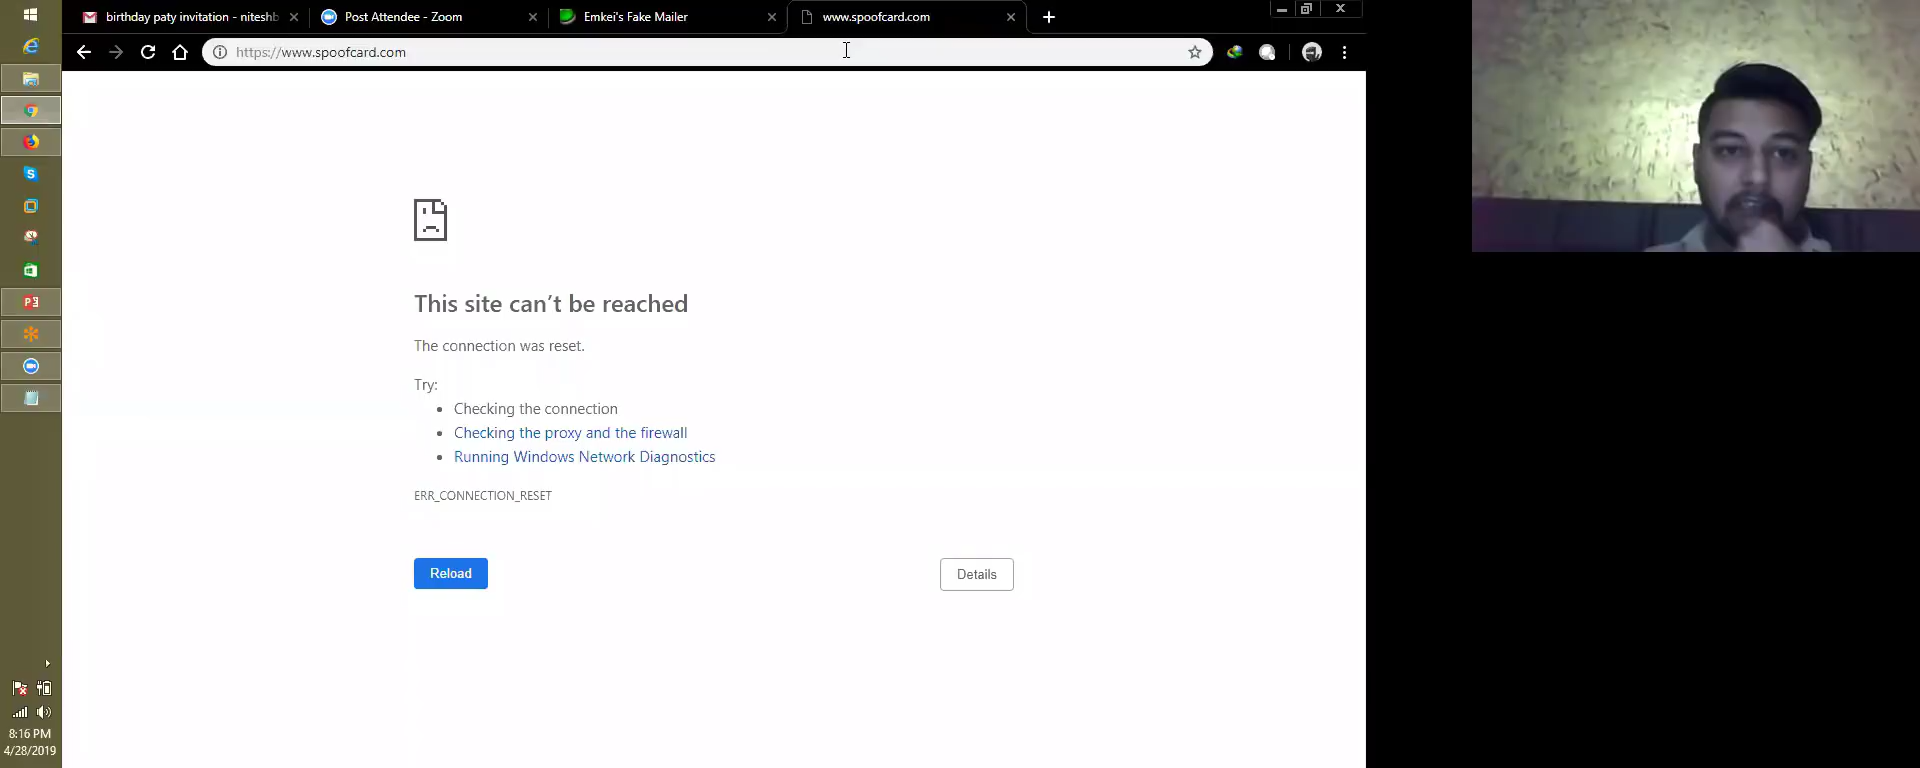 birthday paty invitation - niteshb
Post Attendee - Zoom
Emkei's Fake Mailer
www.spoofcard.com
https://www.spoofcard.com
This site can't be reached
The connection was reset.
Try:
Checking the connection
Checking the proxy and the firewall
Running Windows Network Diagnostics
ERR_CONNECTION_RESET
Reload
Details
8:16 PM
4/28/2019